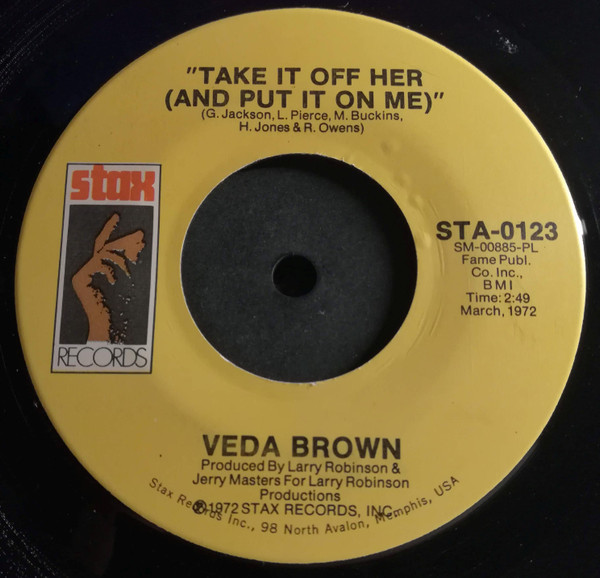 "TAKE IT OFF HER
(AND PUT IT ON ME)"
(G. Jackson, L. Pierce, M. Buckins,
H. Jones & R. Owens)
stax
RECORDS
STA-0123
SM-00885-PL
Fame Publ.
Co. Inc.,
BMI
Time: 2:49
March, 1972
VEDA BROWN
Produced By Larry Robinson &
Jerry Masters For Larry Robinson
Productions
℗1972 STAX RECORDS, INC.
Stax Records Inc., 98 North Avalon, Memphis, USA